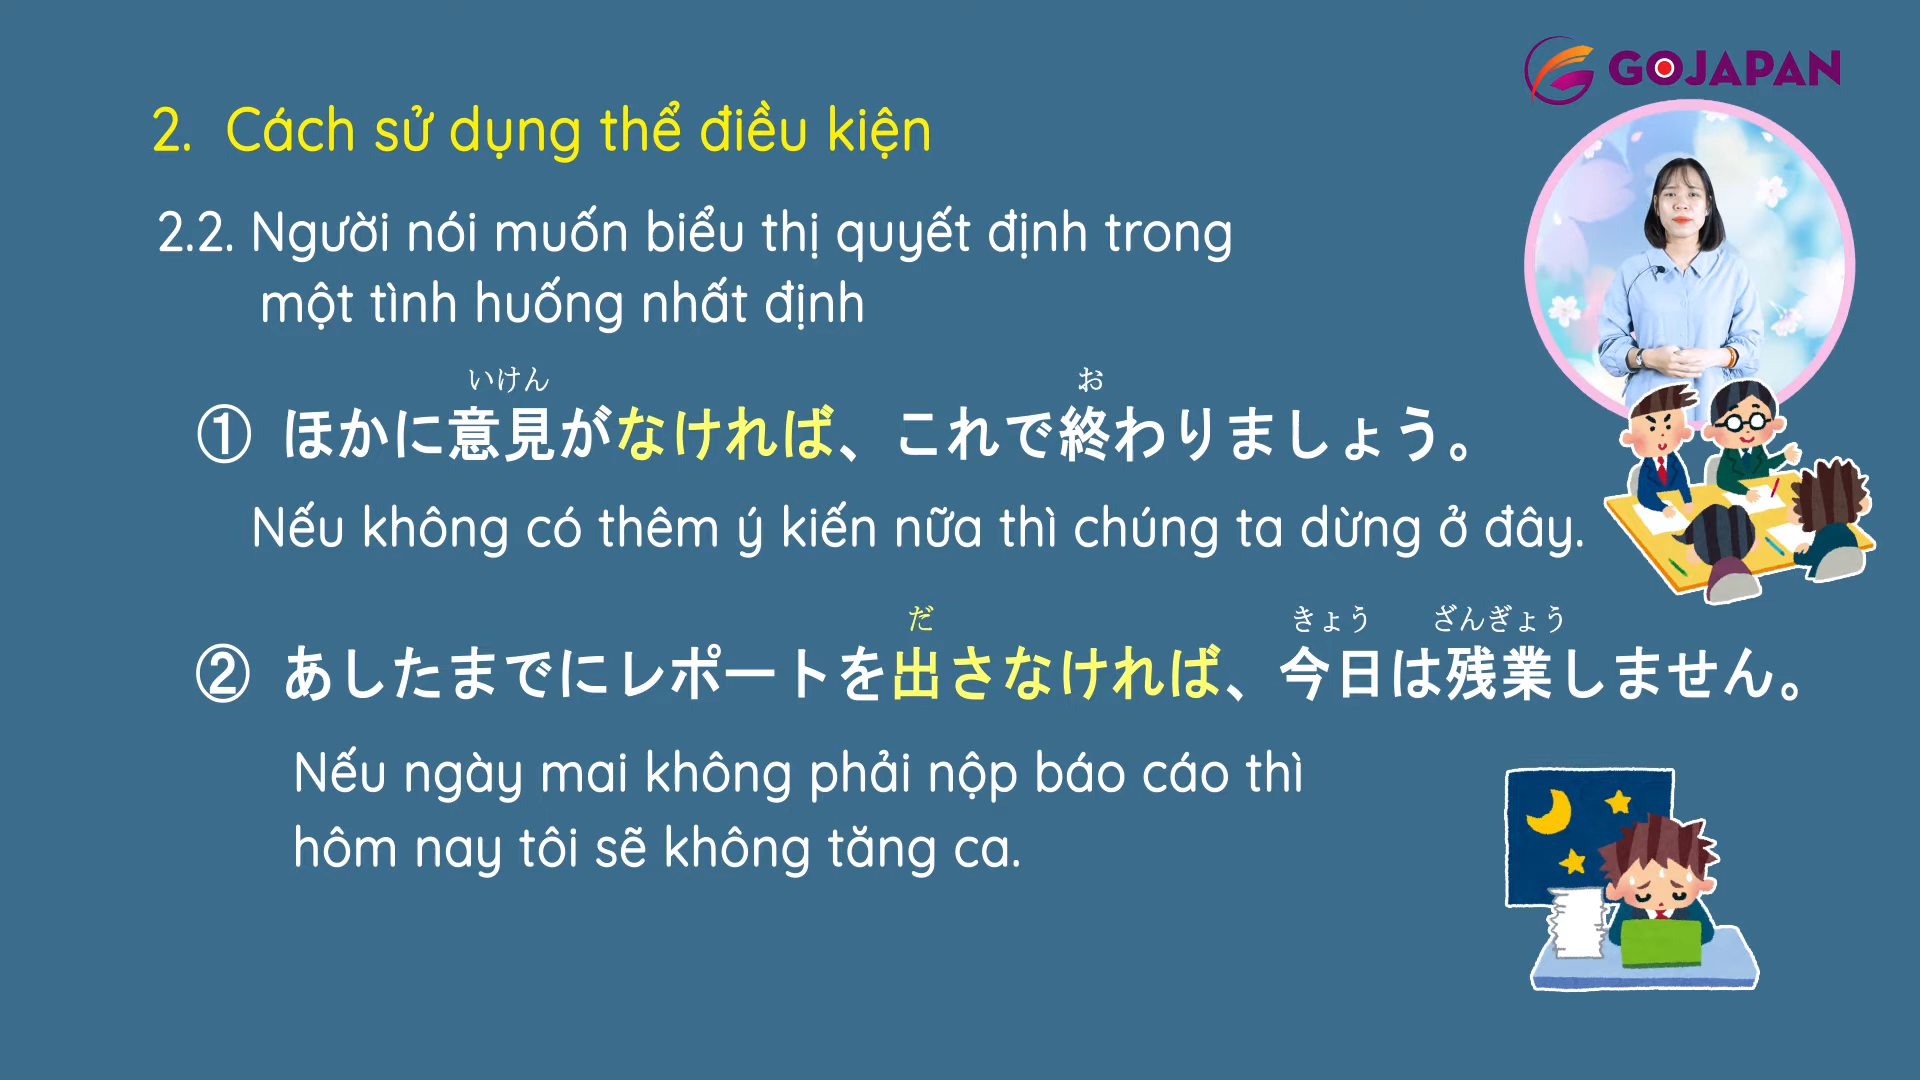 GOJAPAN
2. Cách sử dụng thể điều kiện
2.2. Người nói muốn biểu thị quyết định trong
một tình huống nhất định
いけん お
① ほかに意見がなければ、これで終わりましょう。
Nếu không có thêm ý kiến nữa thì chúng ta dừng ở đây.
だ きょう ざんぎょう
② あしたまでにレポートを出さなければ、今日は残業しません。
Nếu ngày mai không phải nộp báo cáo thì
hôm nay tôi sẽ không tăng ca.